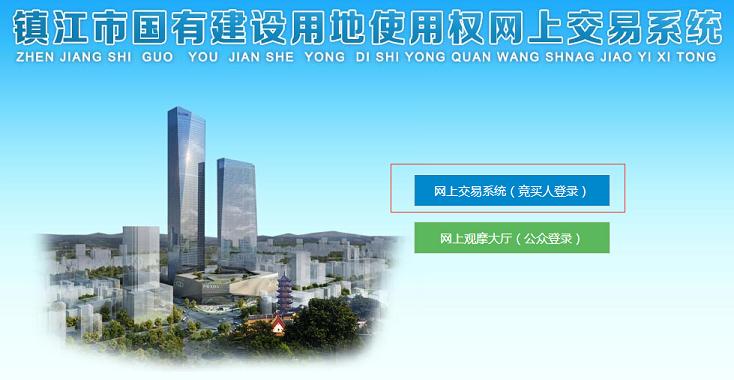 镇江市国有建设用地使用权网上交易系统
ZHEN JIANG SHI GUO YOU JIAN SHE YONG DI SHI YONG QUAN WANG SHNAG JIAO YI XI TONG
网上交易系统（竞买人登录）
网上观摩大厅（公众登录）